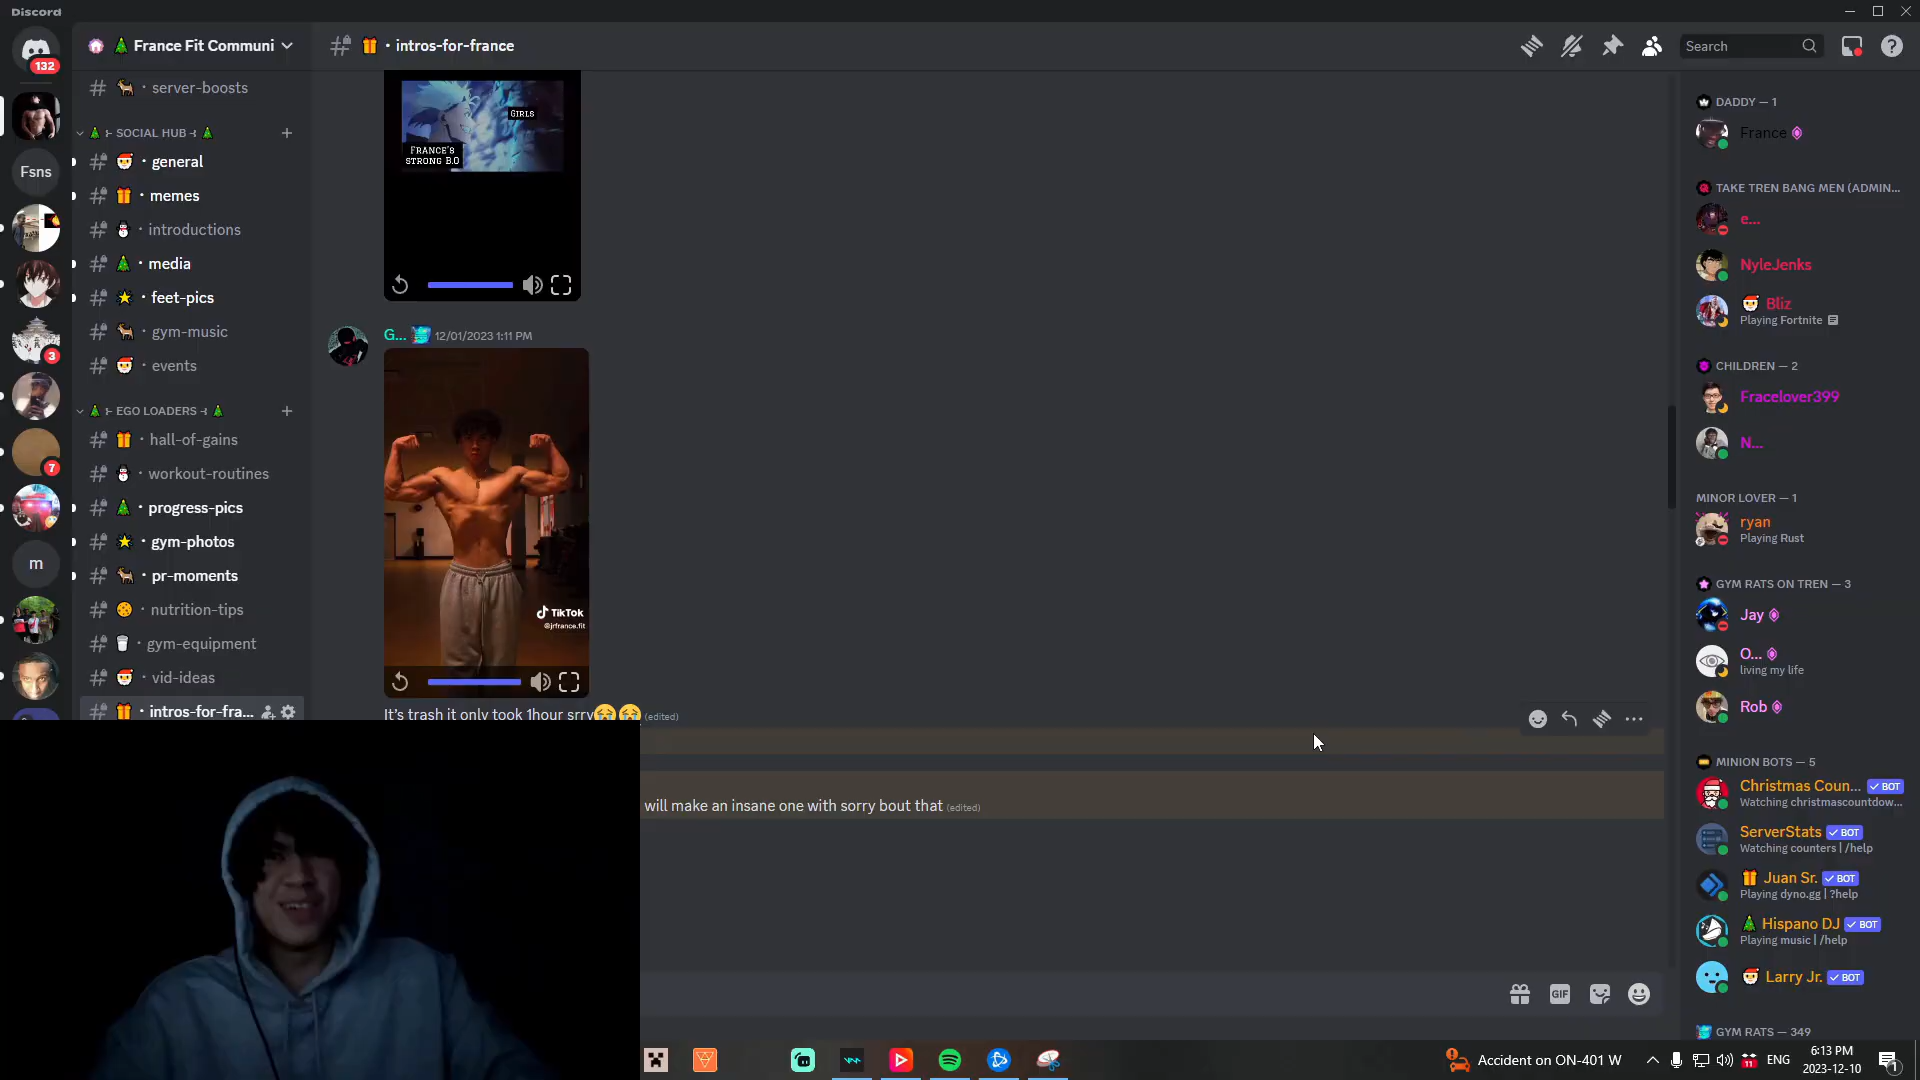 Discord
132
France Fit Communi
intros-for-france
Search
server-boosts
SOCIAL HUB
general
memes
introductions
media
feet-pics
gym-music
events
EGO LOADERS
hall-of-gains
workout-routines
progress-pics
gym-photos
pr-moments
nutrition-tips
gym-equipment
vid-ideas
intros-for-fra...
Fsns
3
7
m
GIRLS
FRANCE'S
STRONG B.O
G... 12/01/2023 1:11 PM
TikTok
@jrfrance.fit
It's trash it only took 1hour srry😭😭 (edited)
will make an insane one with sorry bout that (edited)
GIF
DADDY — 1
France
TAKE TREN BANG MEN (ADMIN...
e...
NyleJenks
Bliz
Playing Fortnite
CHILDREN — 2
Fracelover399
N...
MINOR LOVER — 1
ryan
Playing Rust
GYM RATS ON TREN — 3
Jay
O...
living my life
Rob
MINION BOTS — 5
Christmas Coun... ✓ BOT
Watching christmascountdow...
ServerStats ✓ BOT
Watching counters | /help
Juan Sr. ✓ BOT
Playing dyno.gg | ?help
Hispano DJ ✓ BOT
Playing music | /help
Larry Jr. ✓ BOT
GYM RATS — 349
Accident on ON-401 W
11
ENG
6:13 PM
2023-12-10
1